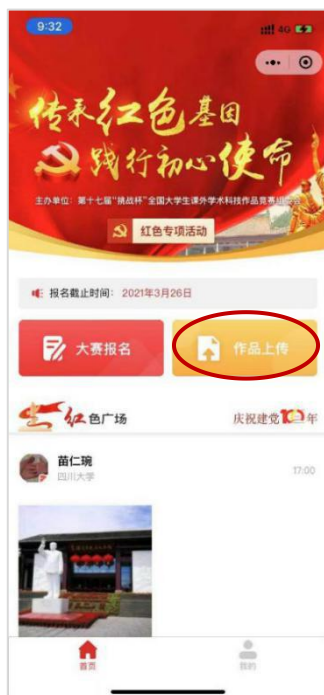 9:32
4G
传承红色基因
践行初心使命
主办单位：第十七届“挑战杯”全国大学生课外学术科技作品竞赛组委会
红色专项活动
报名截止时间： 2021年3月26日
大赛报名
作品上传
红色广场
庆祝建党100年
苗仁琬
四川大学
17:00
首页
我的